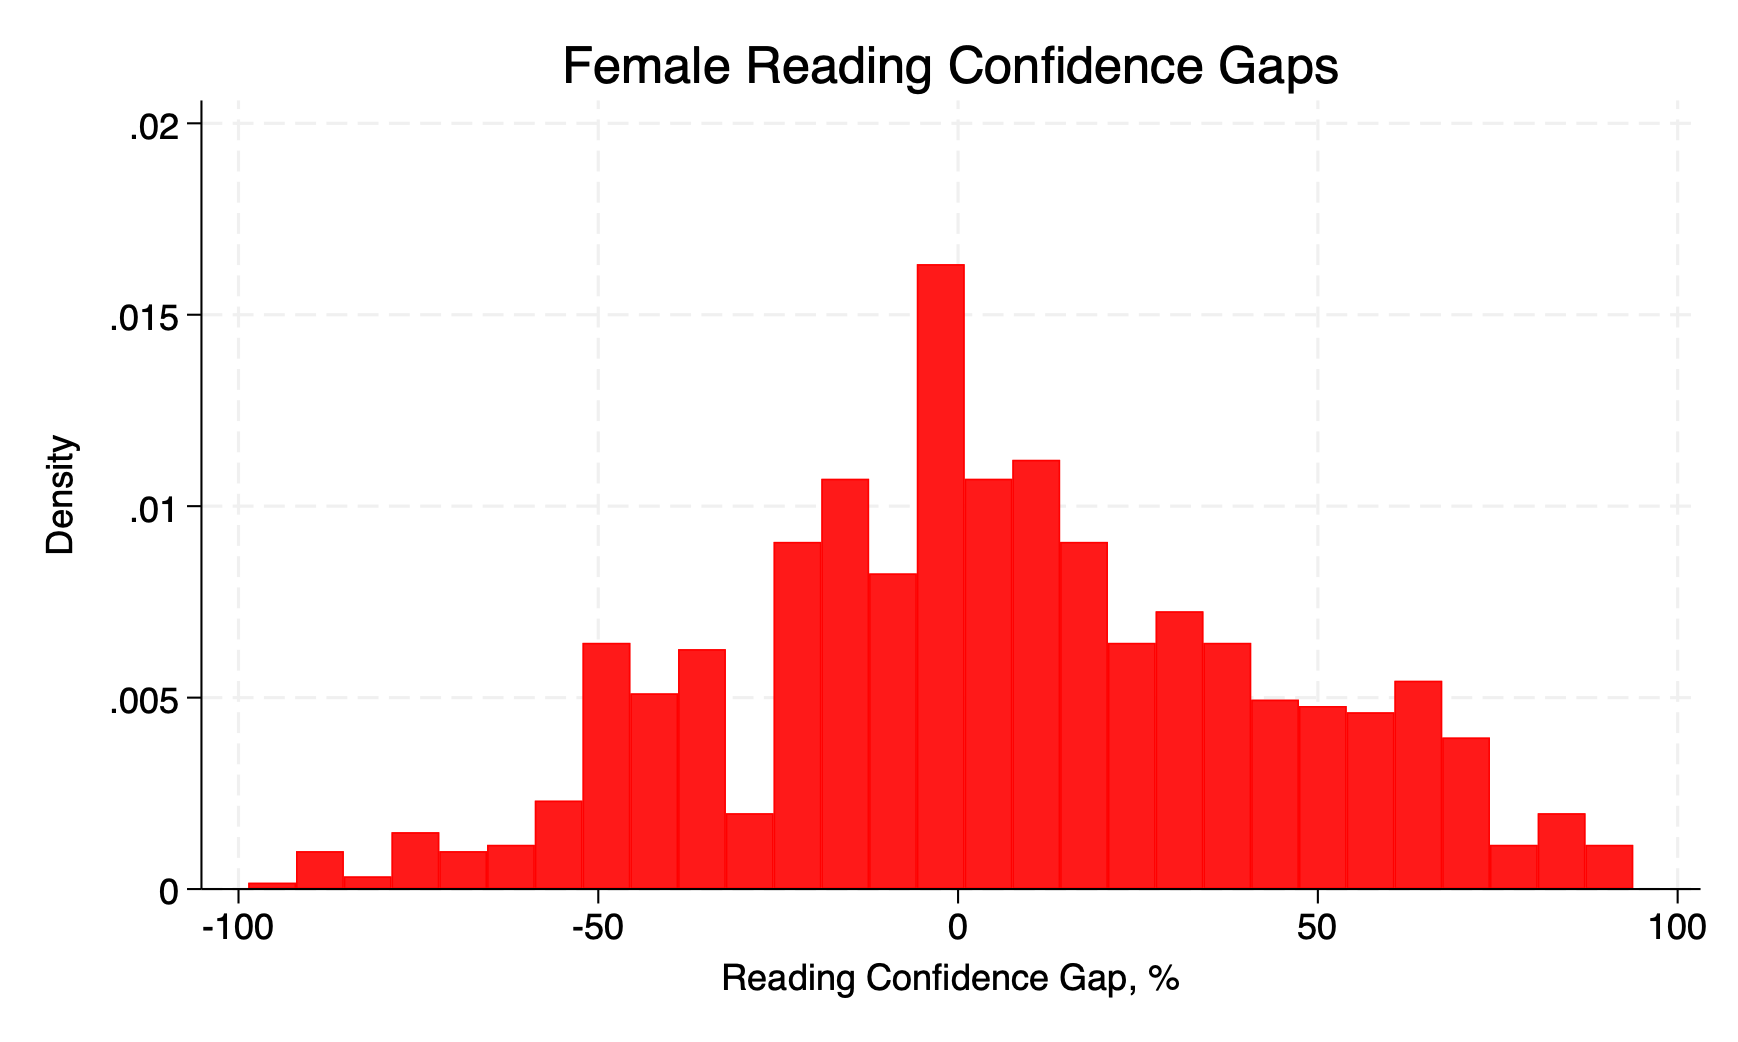 Female Reading Confidence Gaps
.02
.015
.01
.005
0
Density
-100 -50 0 50 100
Reading Confidence Gap, %